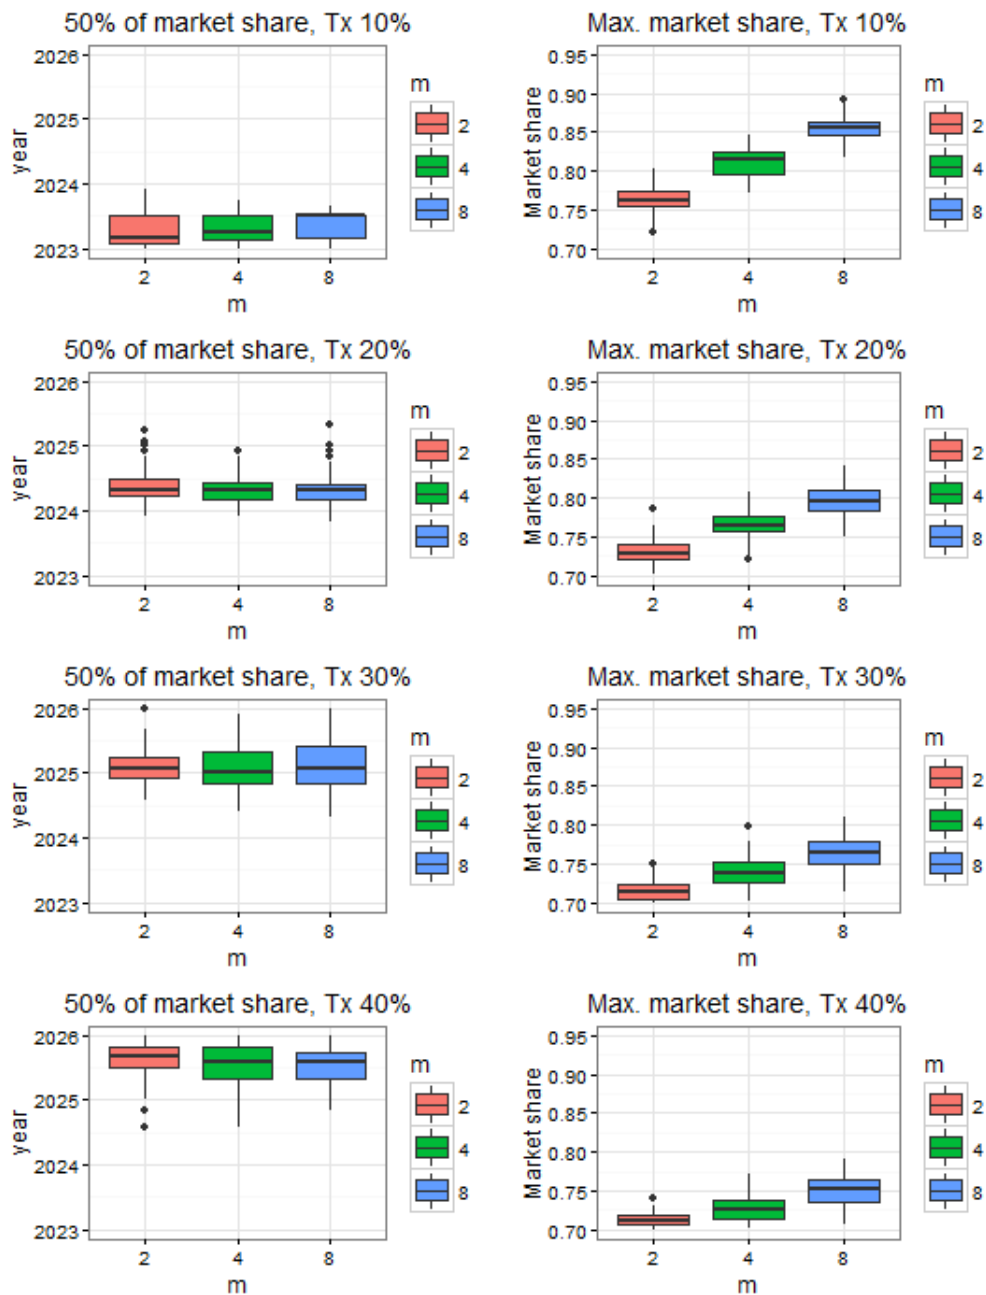 50% of market share, Tx 10%
year
2026
2025
2024
2023
2 4 8
m
m
2
4
8
Max. market share, Tx 10%
Market share
0.95
0.90
0.85
0.80
0.75
0.70
2 4 8
m
m
2
4
8
50% of market share, Tx 20%
year
2026
2025
2024
2023
2 4 8
m
m
2
4
8
Max. market share, Tx 20%
Market share
0.95
0.90
0.85
0.80
0.75
0.70
2 4 8
m
m
2
4
8
50% of market share, Tx 30%
year
2026
2025
2024
2023
2 4 8
m
m
2
4
8
Max. market share, Tx 30%
Market share
0.95
0.90
0.85
0.80
0.75
0.70
2 4 8
m
m
2
4
8
50% of market share, Tx 40%
year
2026
2025
2024
2023
2 4 8
m
m
2
4
8
Max. market share, Tx 40%
Market share
0.95
0.90
0.85
0.80
0.75
0.70
2 4 8
m
m
2
4
8